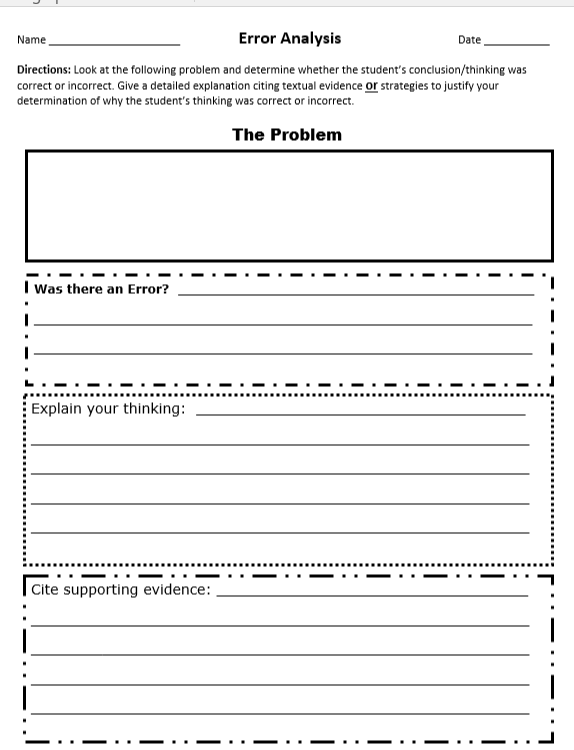 Name ____________________ Error Analysis Date __________
Directions: Look at the following problem and determine whether the student's conclusion/thinking was
correct or incorrect. Give a detailed explanation citing textual evidence or strategies to justify your
determination of why the student's thinking was correct or incorrect.
The Problem
Was there an Error?
Explain your thinking:
Cite supporting evidence: